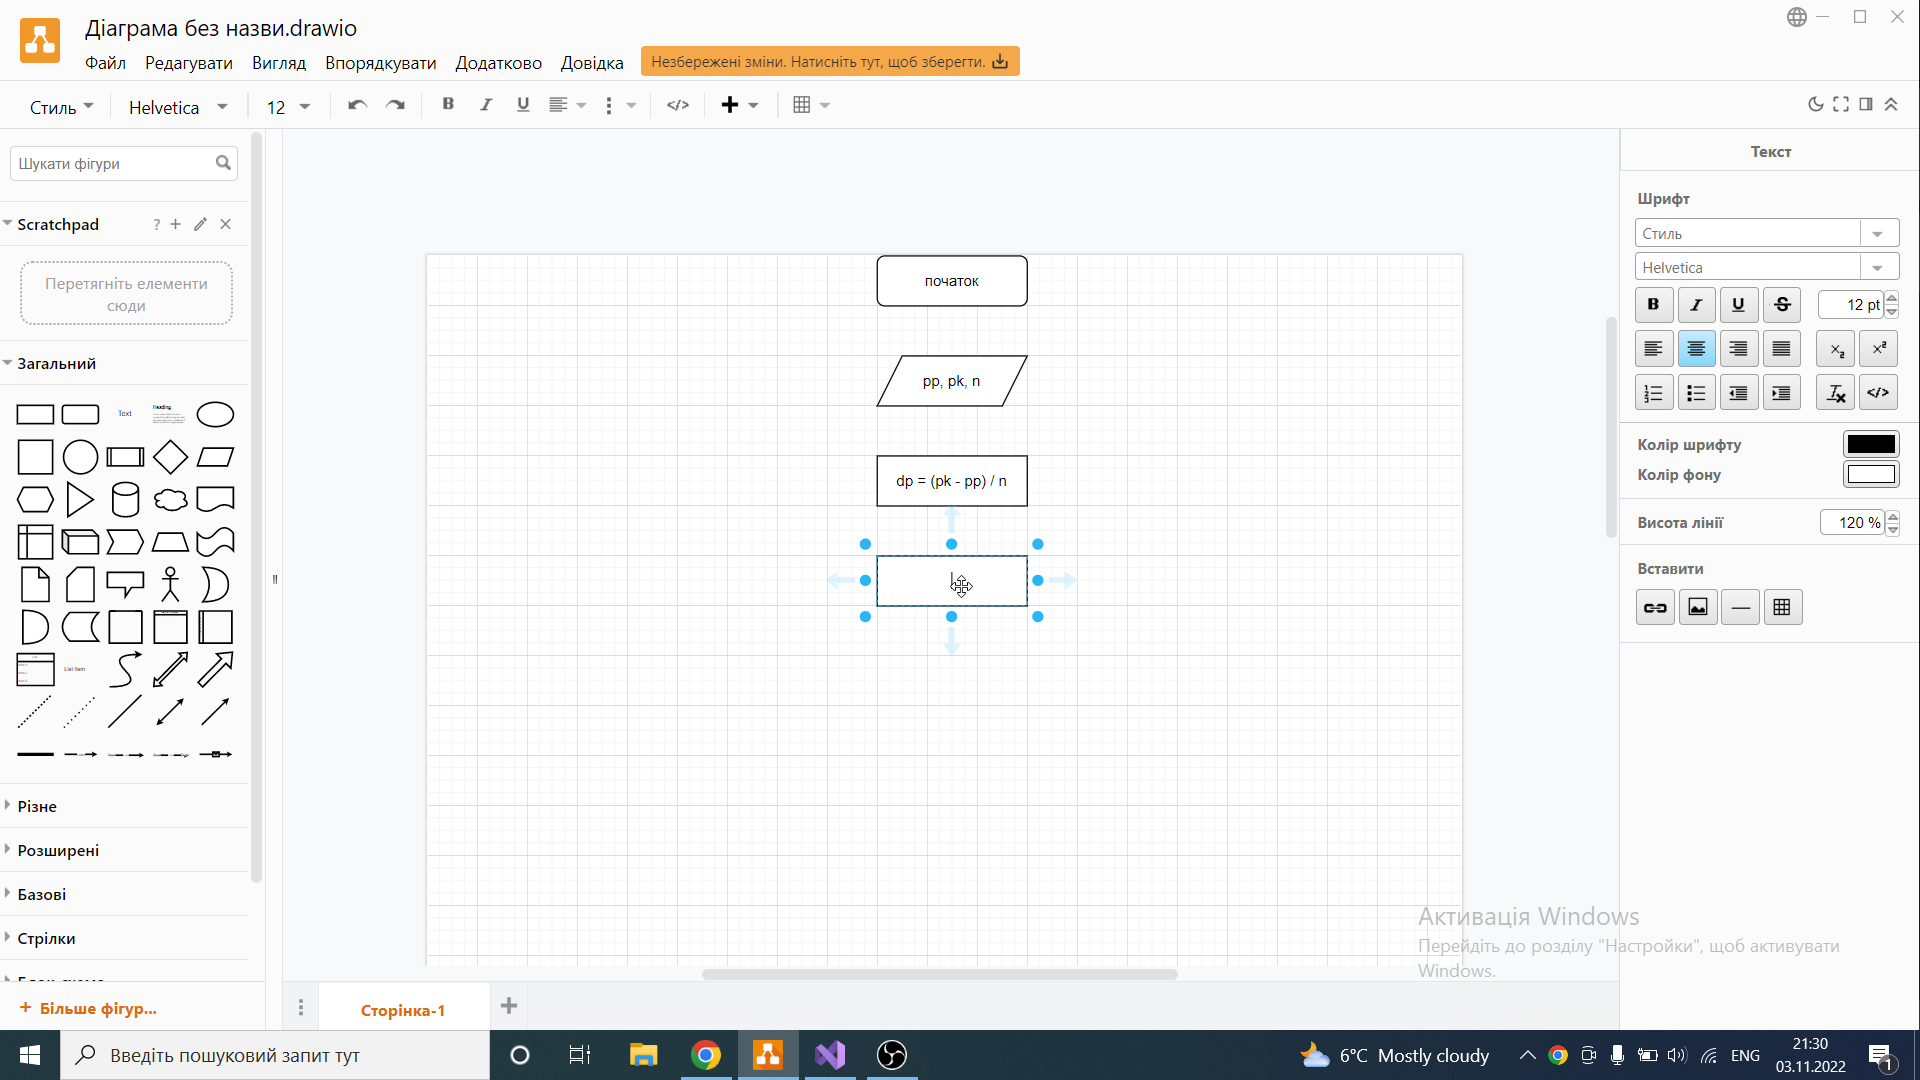 Діаграма без назви.drawio
Файл Редагувати Вигляд Впорядкувати Додатково Довідка
Незбережені зміни. Натисніть тут, щоб зберегти.
Стиль Helvetica 12 B I U </>
Шукати фігури
Scratchpad ?
Перетягніть елементи
сюди
Загальний
Text
Heading
List Item
Різне
Розширені
Базові
Стрілки
Більше фігур...
початок
pp, pk, n
dp = (pk - pp) / n
Сторінка-1
Текст
Шрифт
Стиль
Helvetica
B I U S 12 pt
Колір шрифту
Колір фону
Висота лінії 120 %
Вставити
Активація Windows
Перейдіть до розділу "Настройки", щоб активувати
Windows.
Введіть пошуковий запит тут
6°C Mostly cloudy
ENG
21:30
03.11.2022
1